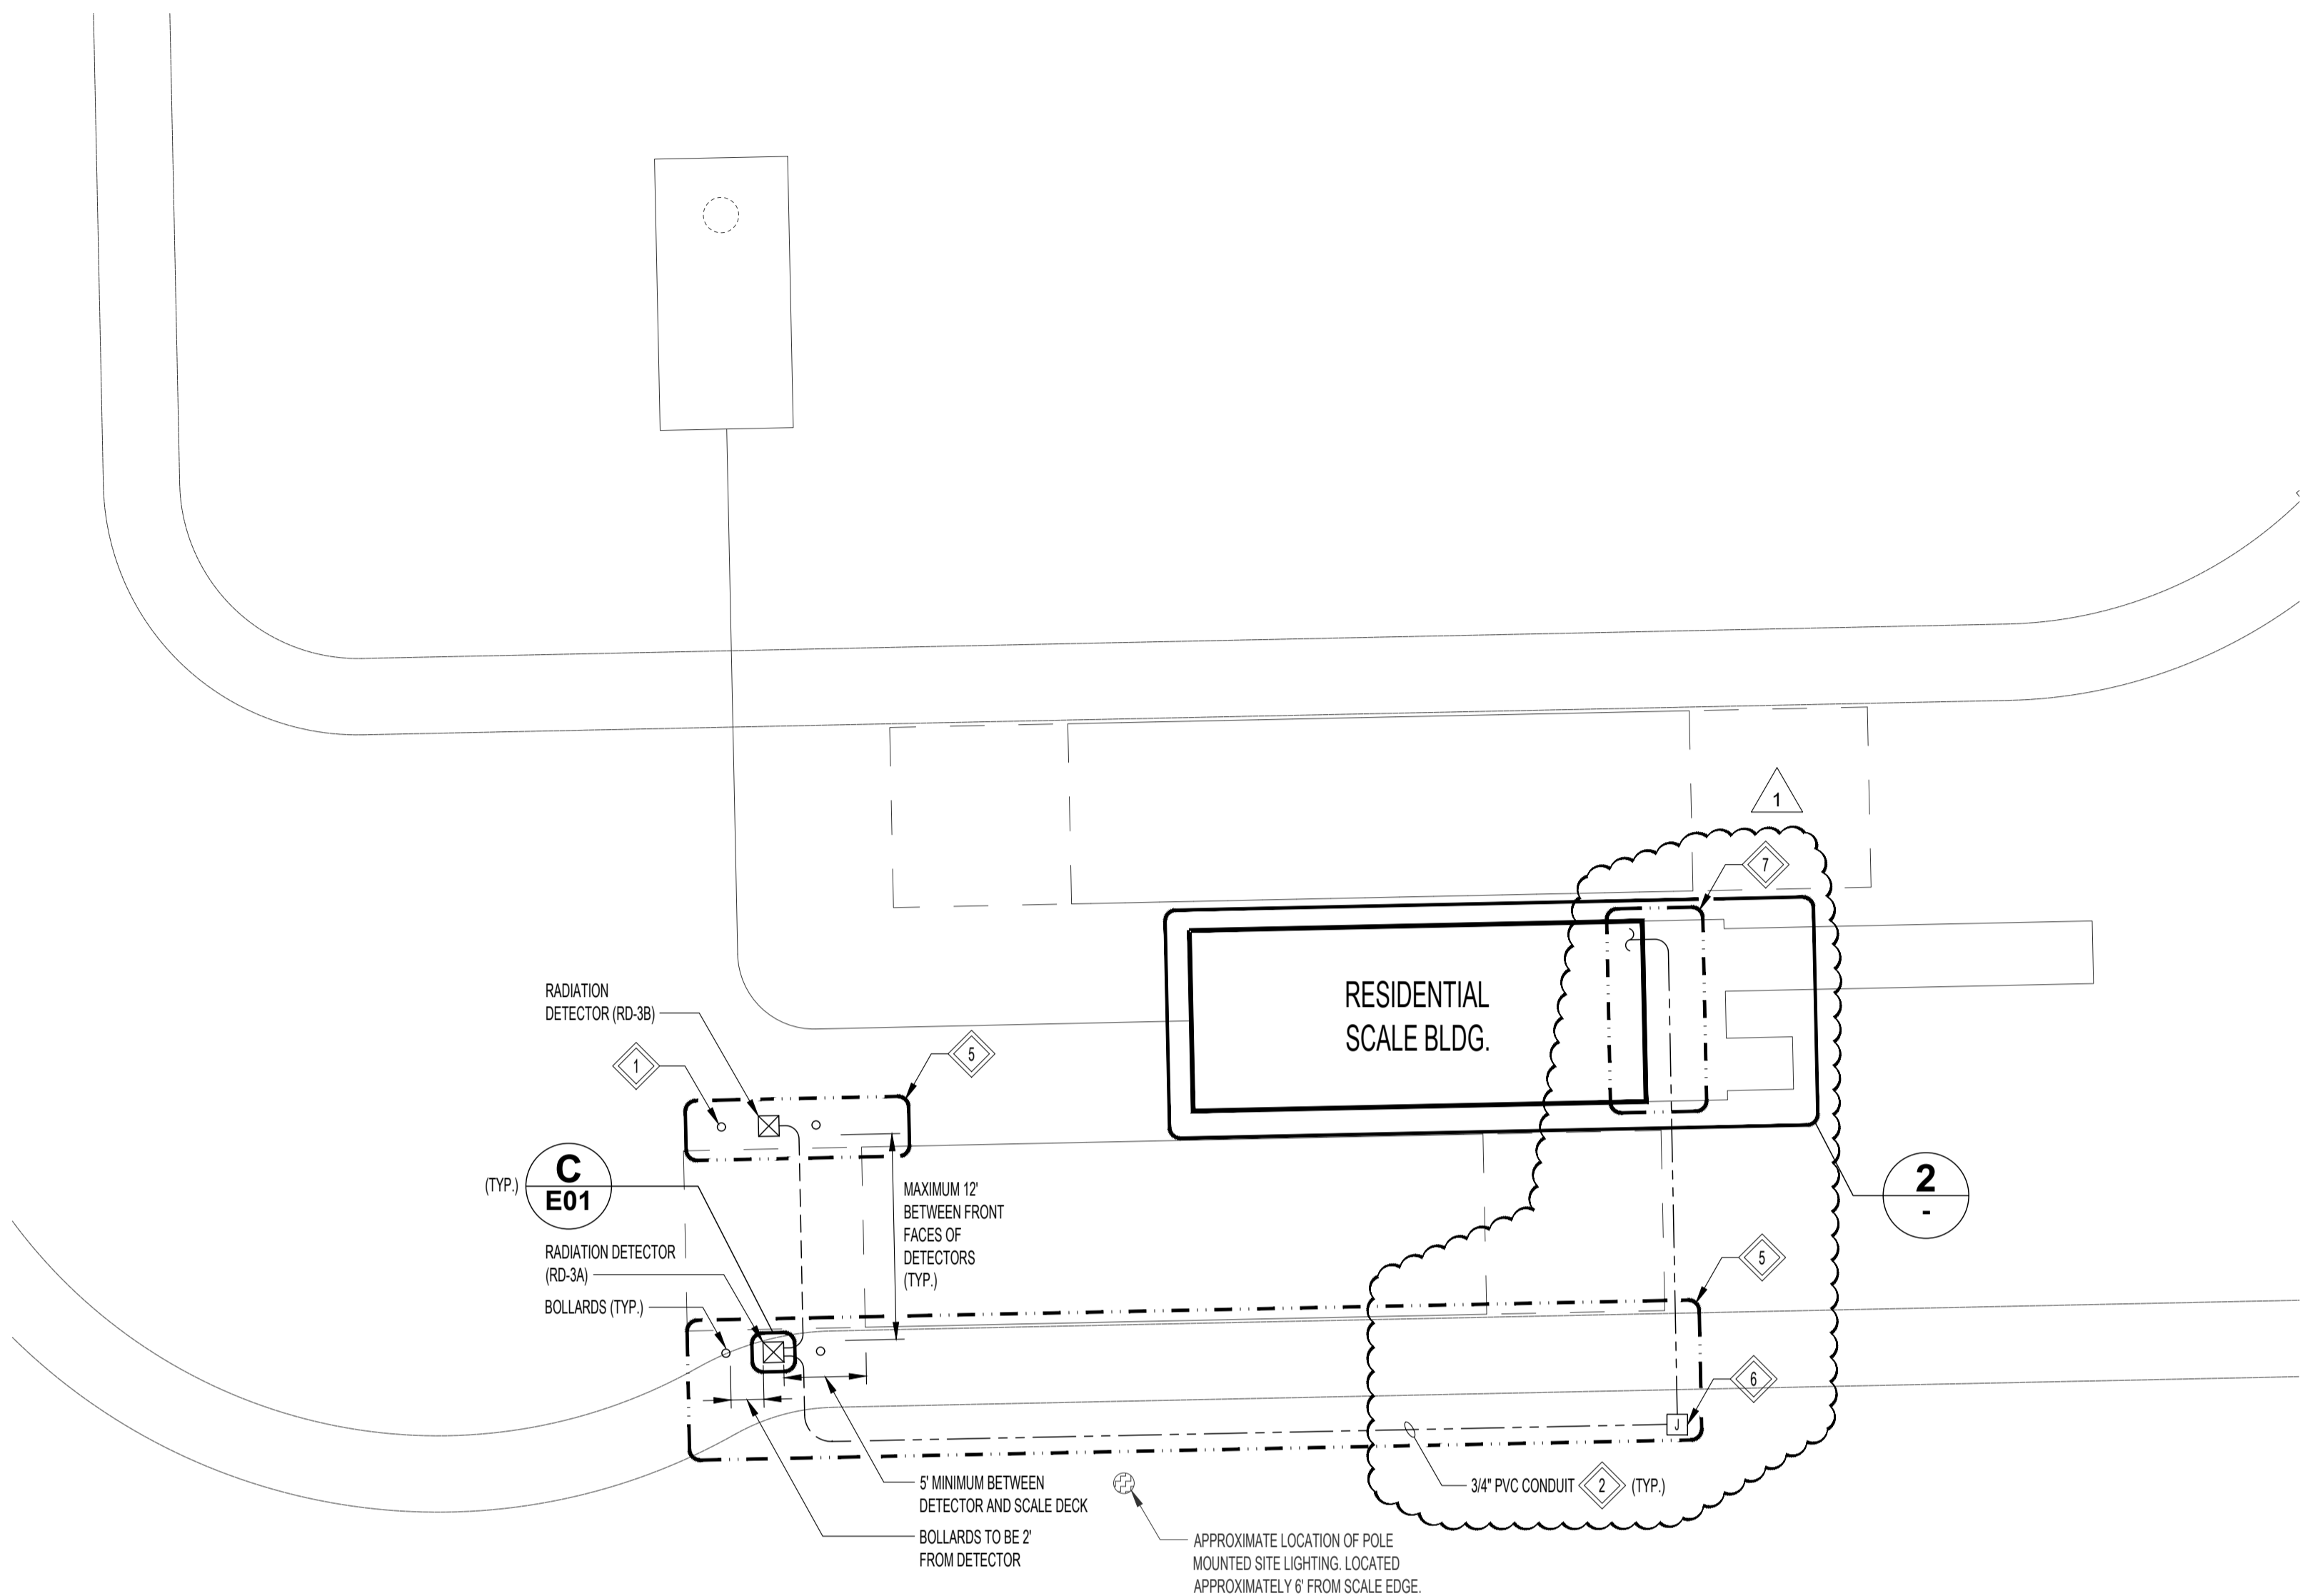 1
7
RESIDENTIAL
SCALE BLDG.
RADIATION
DETECTOR (RD-3B)
1
5
(TYP.)
C
E01
MAXIMUM 12'
BETWEEN FRONT
FACES OF
DETECTORS
(TYP.)
2
-
RADIATION DETECTOR
(RD-3A)
BOLLARDS (TYP.)
5
6
J
5' MINIMUM BETWEEN
DETECTOR AND SCALE DECK
BOLLARDS TO BE 2'
FROM DETECTOR
3/4" PVC CONDUIT 2 (TYP.)
APPROXIMATE LOCATION OF POLE
MOUNTED SITE LIGHTING. LOCATED
APPROXIMATELY 6' FROM SCALE EDGE.